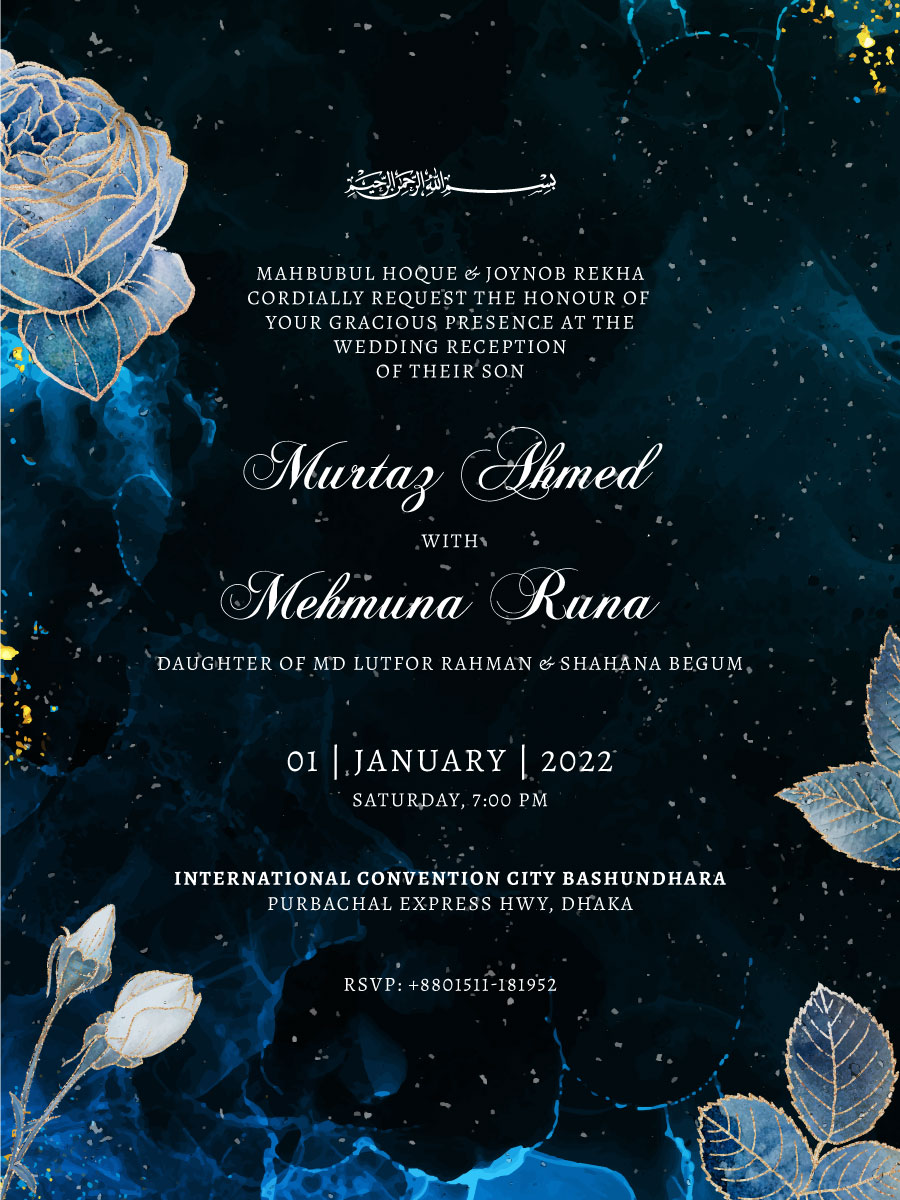 بسم الله الرحمن الرحيم
MAHBUBUL HOQUE & JOYNOB REKHA
CORDIALLY REQUEST THE HONOUR OF
YOUR GRACIOUS PRESENCE AT THE
WEDDING RECEPTION
OF THEIR SON
Murtaz Ahmed
WITH
Mehmuna Runa
DAUGHTER OF MD LUTFOR RAHMAN & SHAHANA BEGUM
01 | JANUARY | 2022
SATURDAY, 7:00 PM
INTERNATIONAL CONVENTION CITY BASHUNDHARA
PURBACHAL EXPRESS HWY, DHAKA
RSVP: +8801511-181952